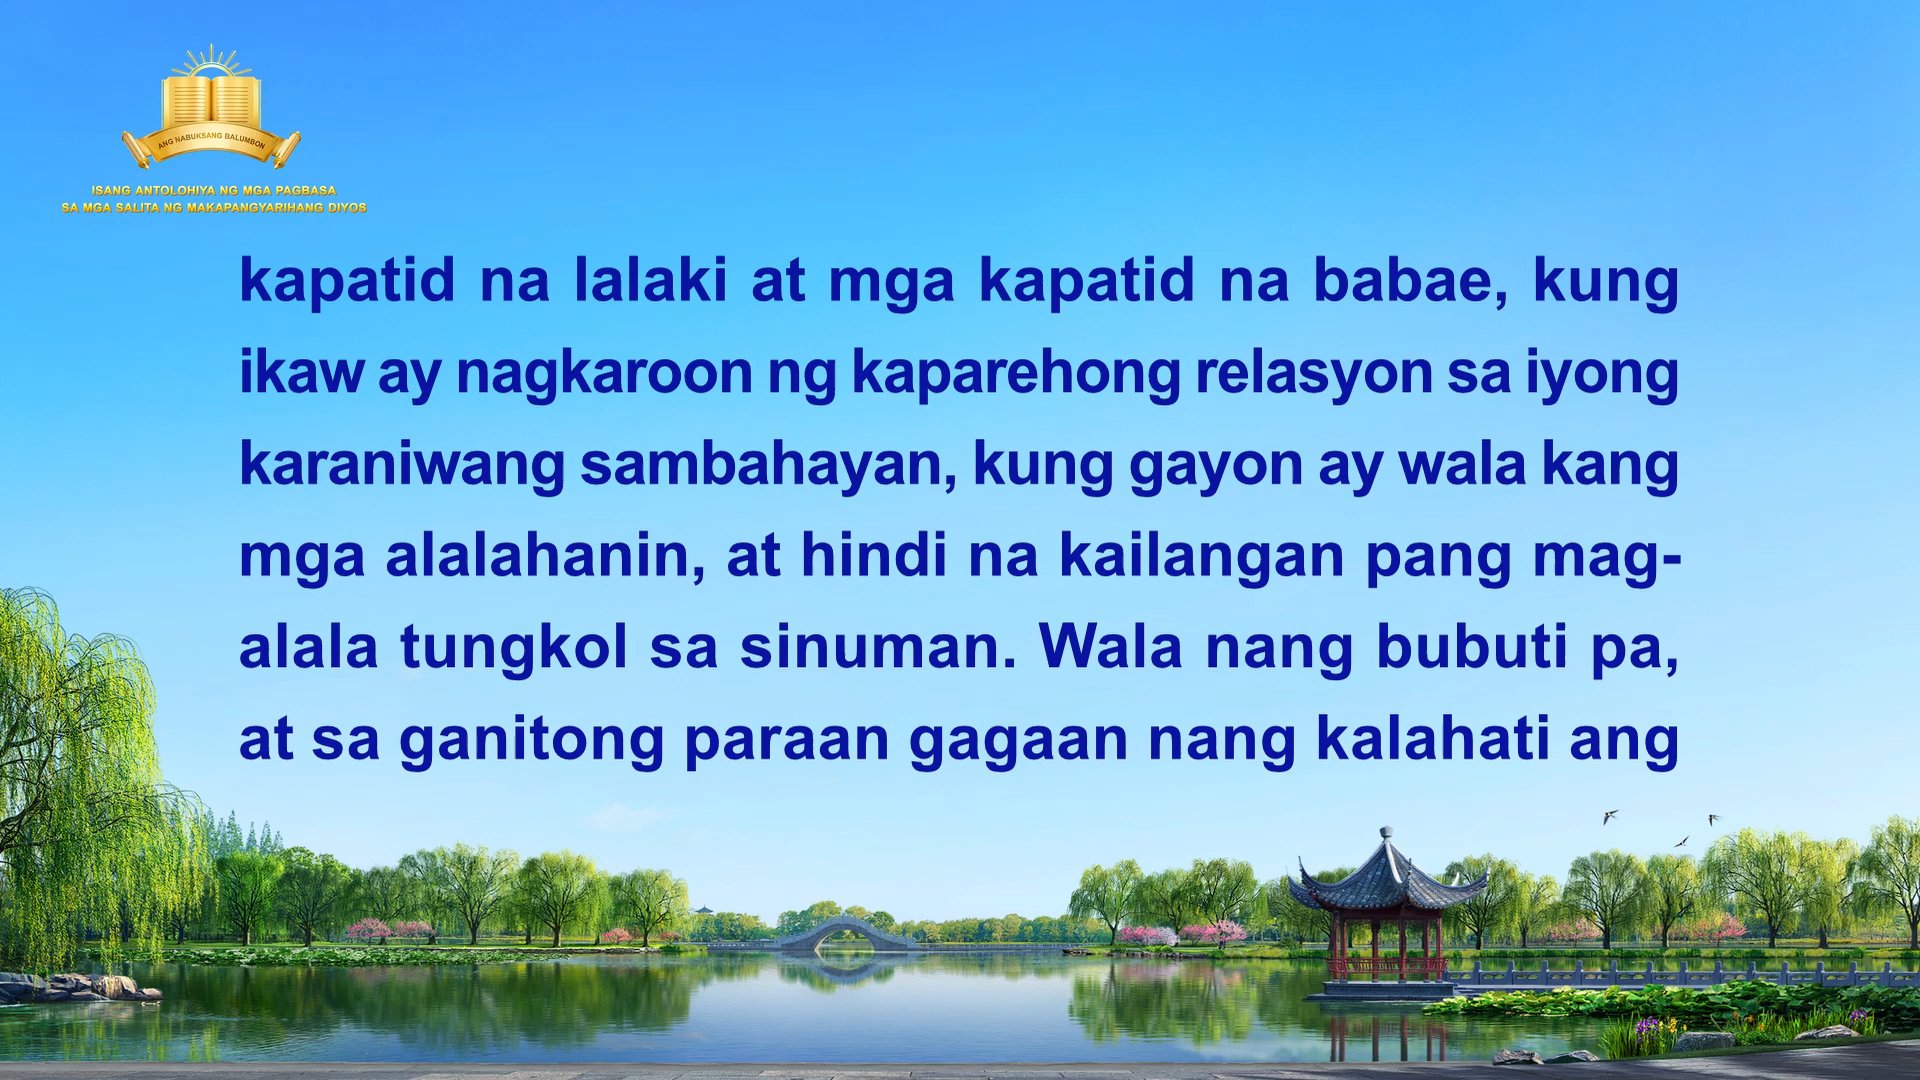 ANG NABUKSANG BALUMBON
ISANG ANTOLOHIYA NG MGA PAGBASA
SA MGA SALITA NG MAKAPANGYARIHANG DIYOS
kapatid na lalaki at mga kapatid na babae, kung
ikaw ay nagkaroon ng kaparehong relasyon sa iyong
karaniwang sambahayan, kung gayon ay wala kang
mga alalahanin, at hindi na kailangan pang mag-
alala tungkol sa sinuman. Wala nang bubuti pa,
at sa ganitong paraan gagaan nang kalahati ang